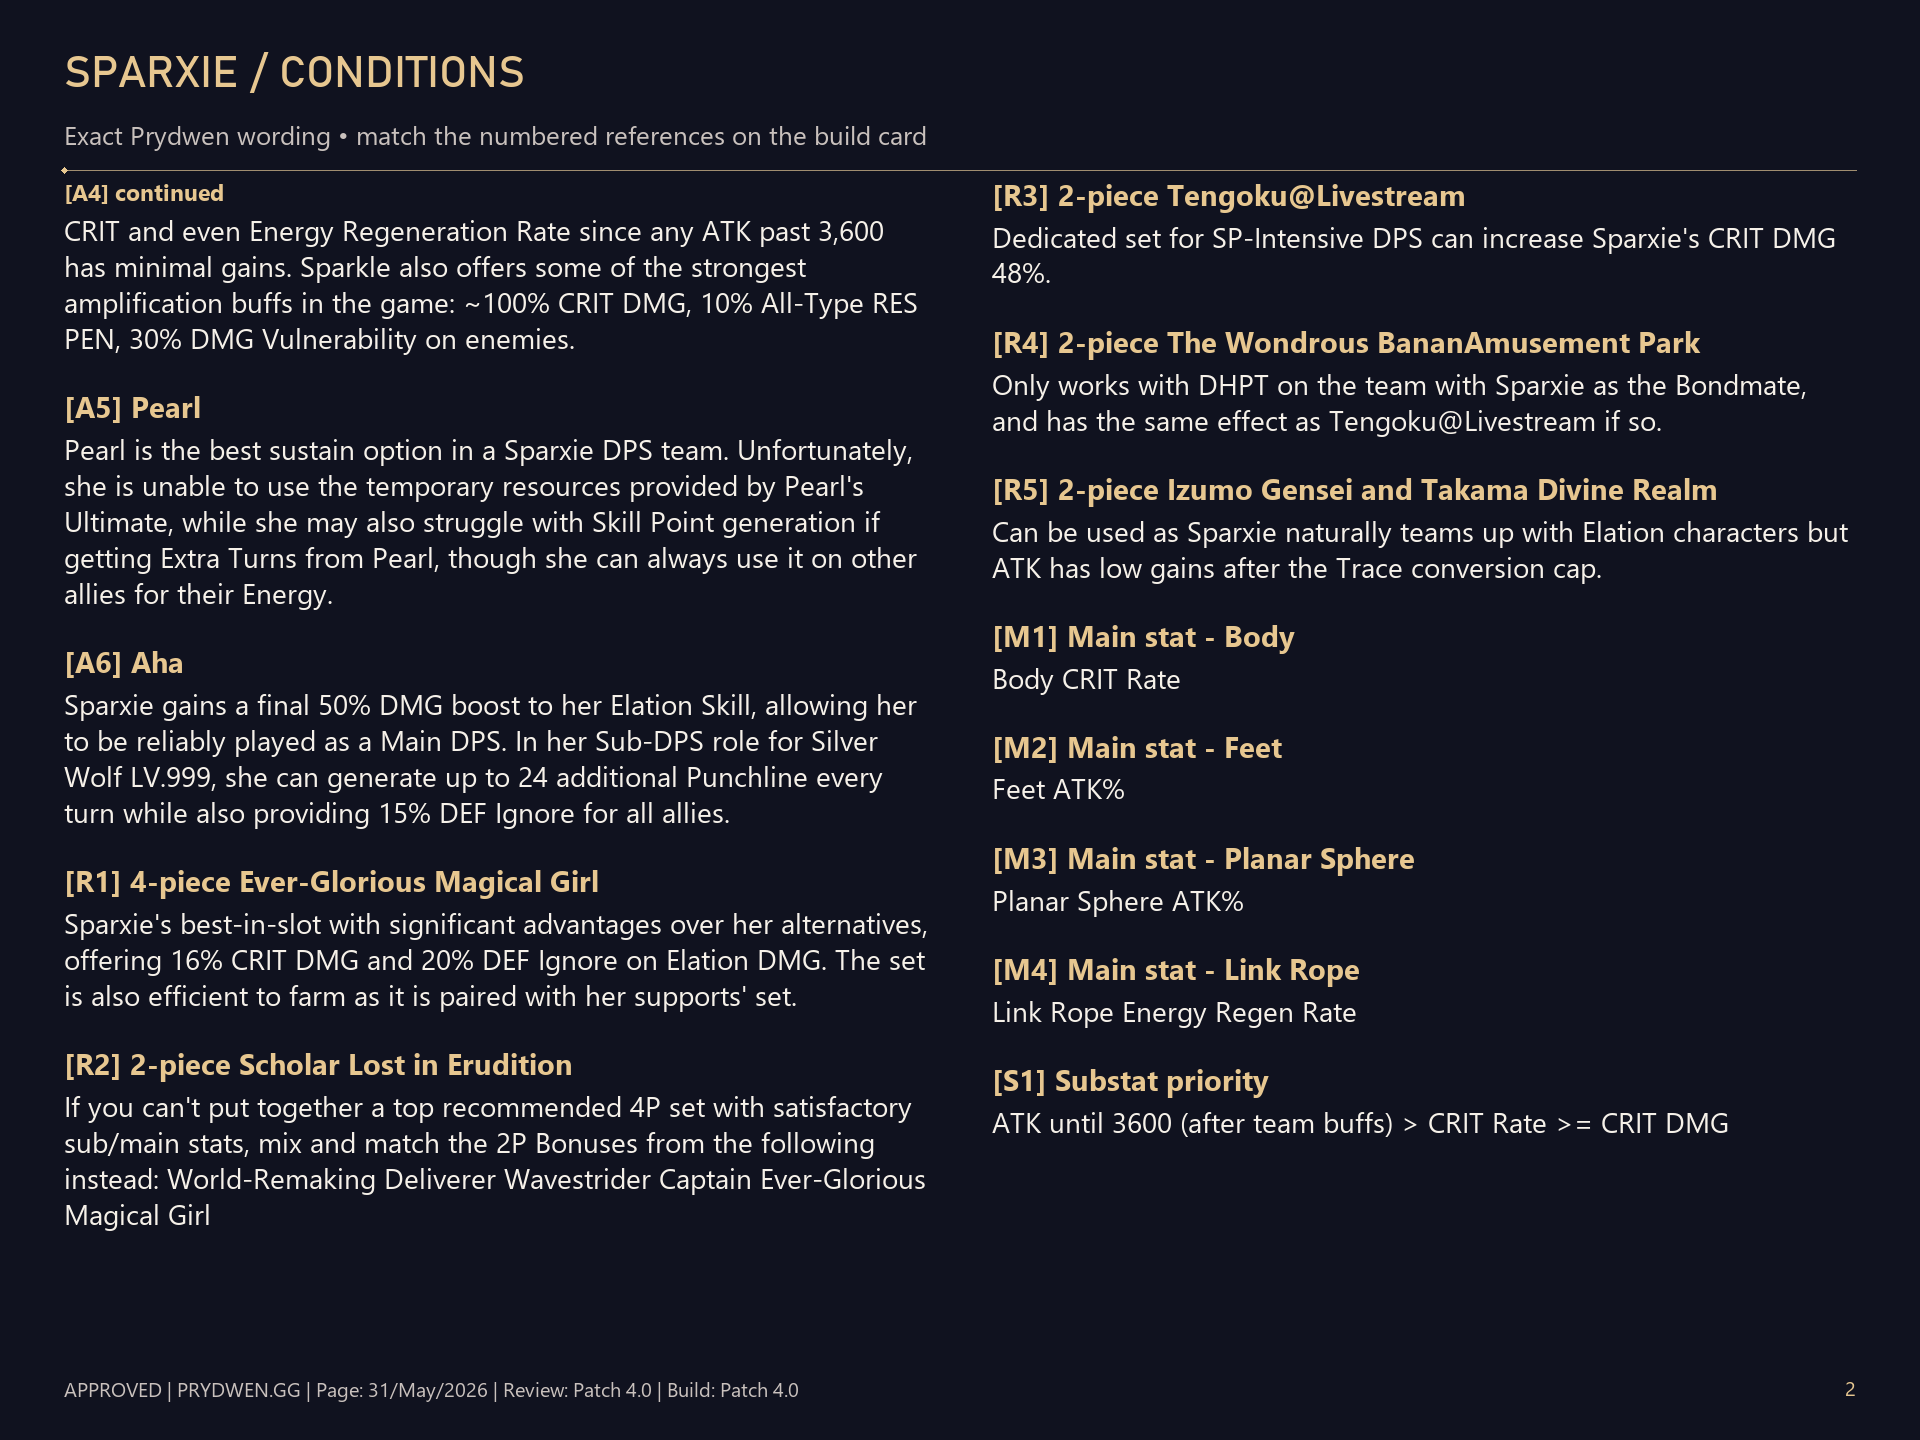 SPARXIE / CONDITIONS
Exact Prydwen wording • match the numbered references on the build card
[A4] continued
CRIT and even Energy Regeneration Rate since any ATK past 3,600
has minimal gains. Sparkle also offers some of the strongest
amplification buffs in the game: ~100% CRIT DMG, 10% All-Type RES
PEN, 30% DMG Vulnerability on enemies.
[A5] Pearl
Pearl is the best sustain option in a Sparxie DPS team. Unfortunately,
she is unable to use the temporary resources provided by Pearl's
Ultimate, while she may also struggle with Skill Point generation if
getting Extra Turns from Pearl, though she can always use it on other
allies for their Energy.
[A6] Aha
Sparxie gains a final 50% DMG boost to her Elation Skill, allowing her
to be reliably played as a Main DPS. In her Sub-DPS role for Silver
Wolf LV.999, she can generate up to 24 additional Punchline every
turn while also providing 15% DEF Ignore for all allies.
[R1] 4-piece Ever-Glorious Magical Girl
Sparxie's best-in-slot with significant advantages over her alternatives,
offering 16% CRIT DMG and 20% DEF Ignore on Elation DMG. The set
is also efficient to farm as it is paired with her supports' set.
[R2] 2-piece Scholar Lost in Erudition
If you can't put together a top recommended 4P set with satisfactory
sub/main stats, mix and match the 2P Bonuses from the following
instead: World-Remaking Deliverer Wavestrider Captain Ever-Glorious
Magical Girl
[R3] 2-piece Tengoku@Livestream
Dedicated set for SP-Intensive DPS can increase Sparxie's CRIT DMG
48%.
[R4] 2-piece The Wondrous BananAmusement Park
Only works with DHPT on the team with Sparxie as the Bondmate,
and has the same effect as Tengoku@Livestream if so.
[R5] 2-piece Izumo Gensei and Takama Divine Realm
Can be used as Sparxie naturally teams up with Elation characters but
ATK has low gains after the Trace conversion cap.
[M1] Main stat - Body
Body CRIT Rate
[M2] Main stat - Feet
Feet ATK%
[M3] Main stat - Planar Sphere
Planar Sphere ATK%
[M4] Main stat - Link Rope
Link Rope Energy Regen Rate
[S1] Substat priority
ATK until 3600 (after team buffs) > CRIT Rate >= CRIT DMG
APPROVED | PRYDWEN.GG | Page: 31/May/2026 | Review: Patch 4.0 | Build: Patch 4.0
2